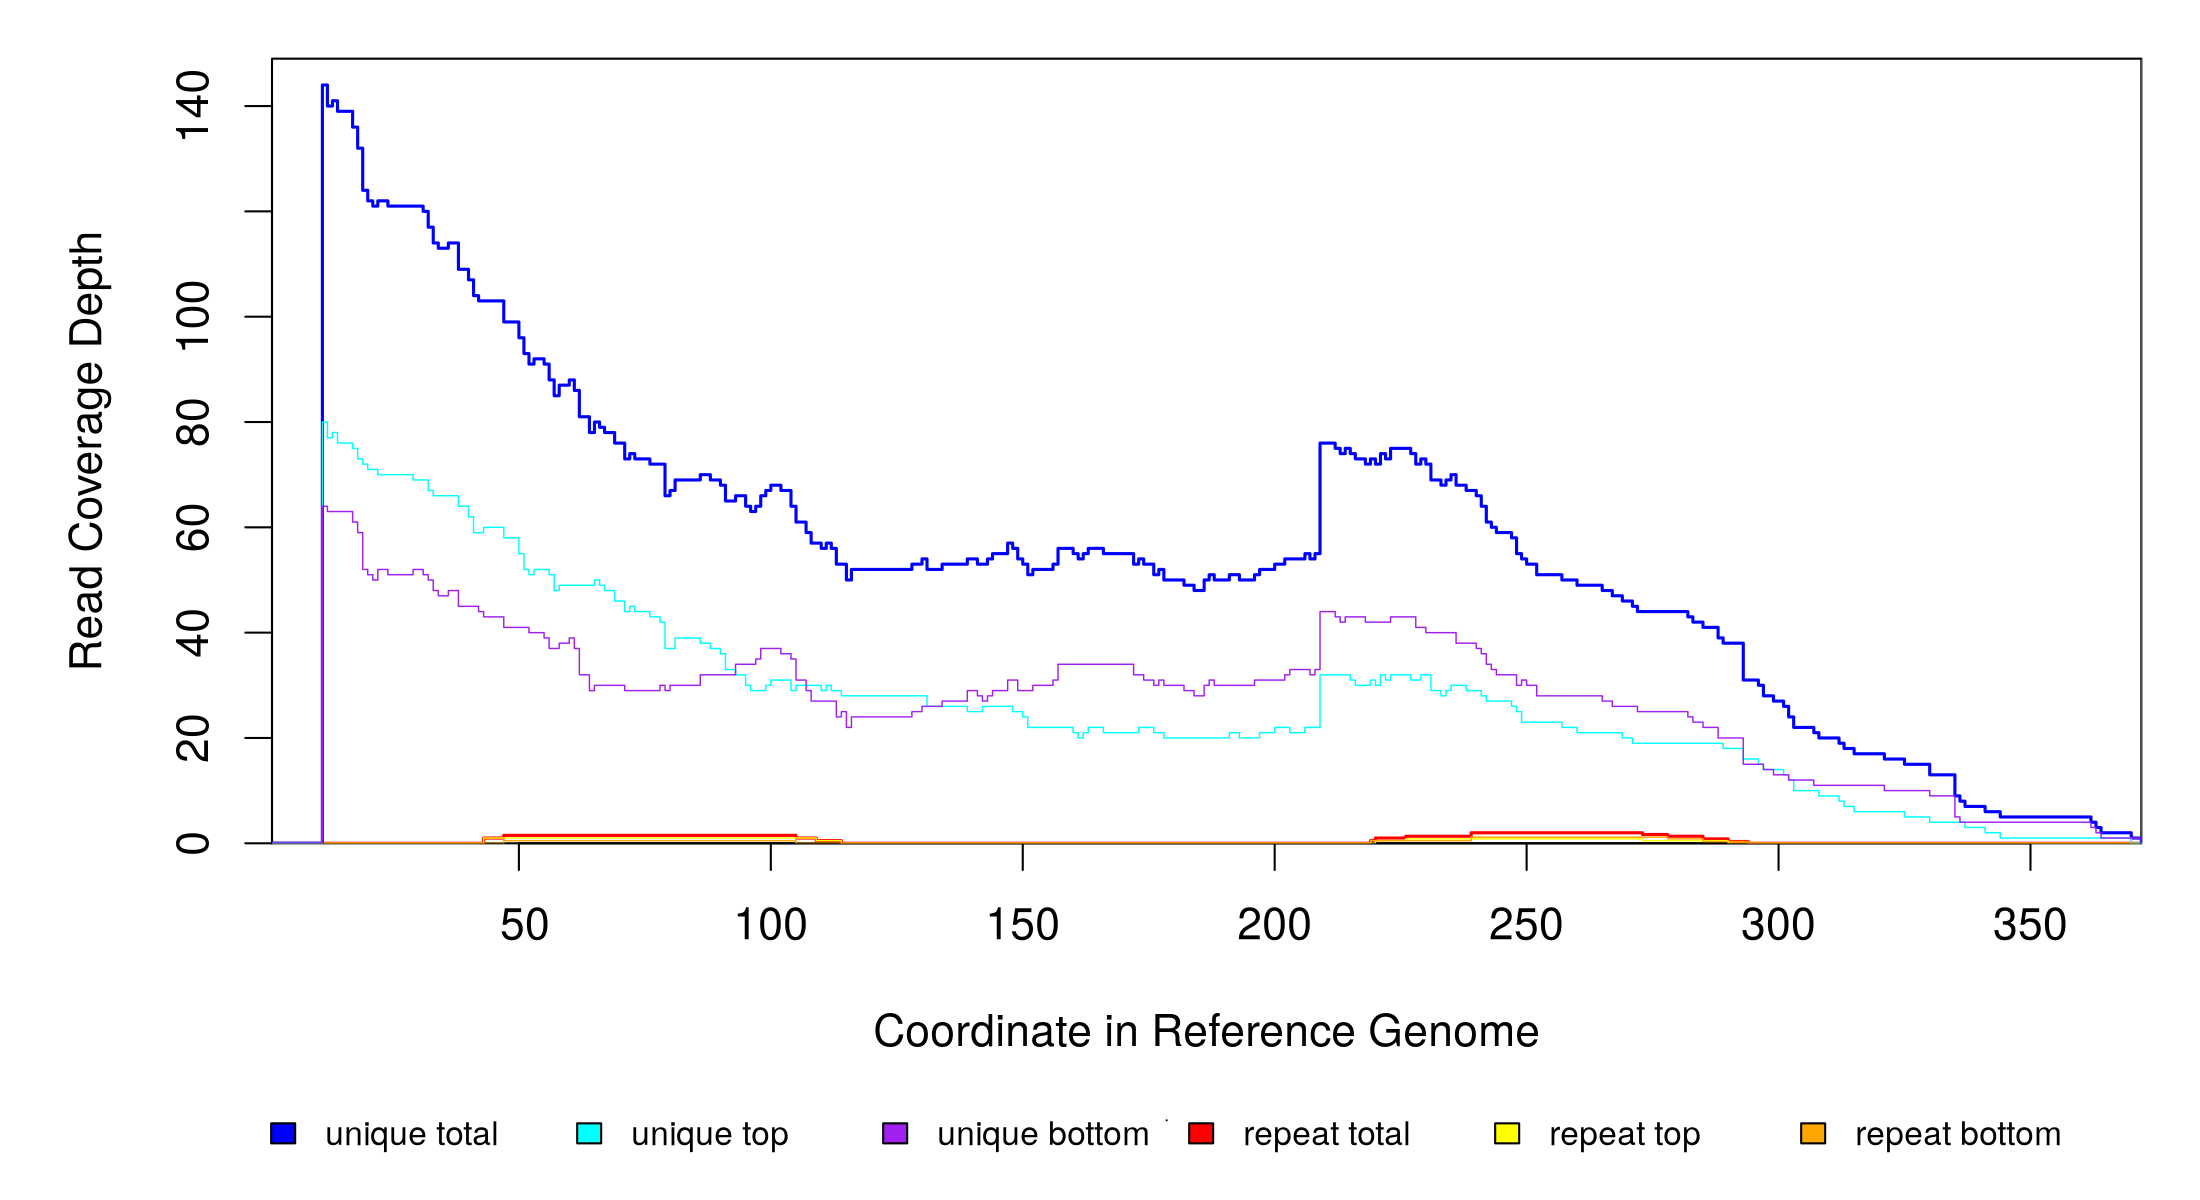 Read Coverage Depth
140
100
80
60
40
20
0
50 100 150 200 250 300 350
Coordinate in Reference Genome
unique total unique top unique bottom repeat total repeat top repeat bottom